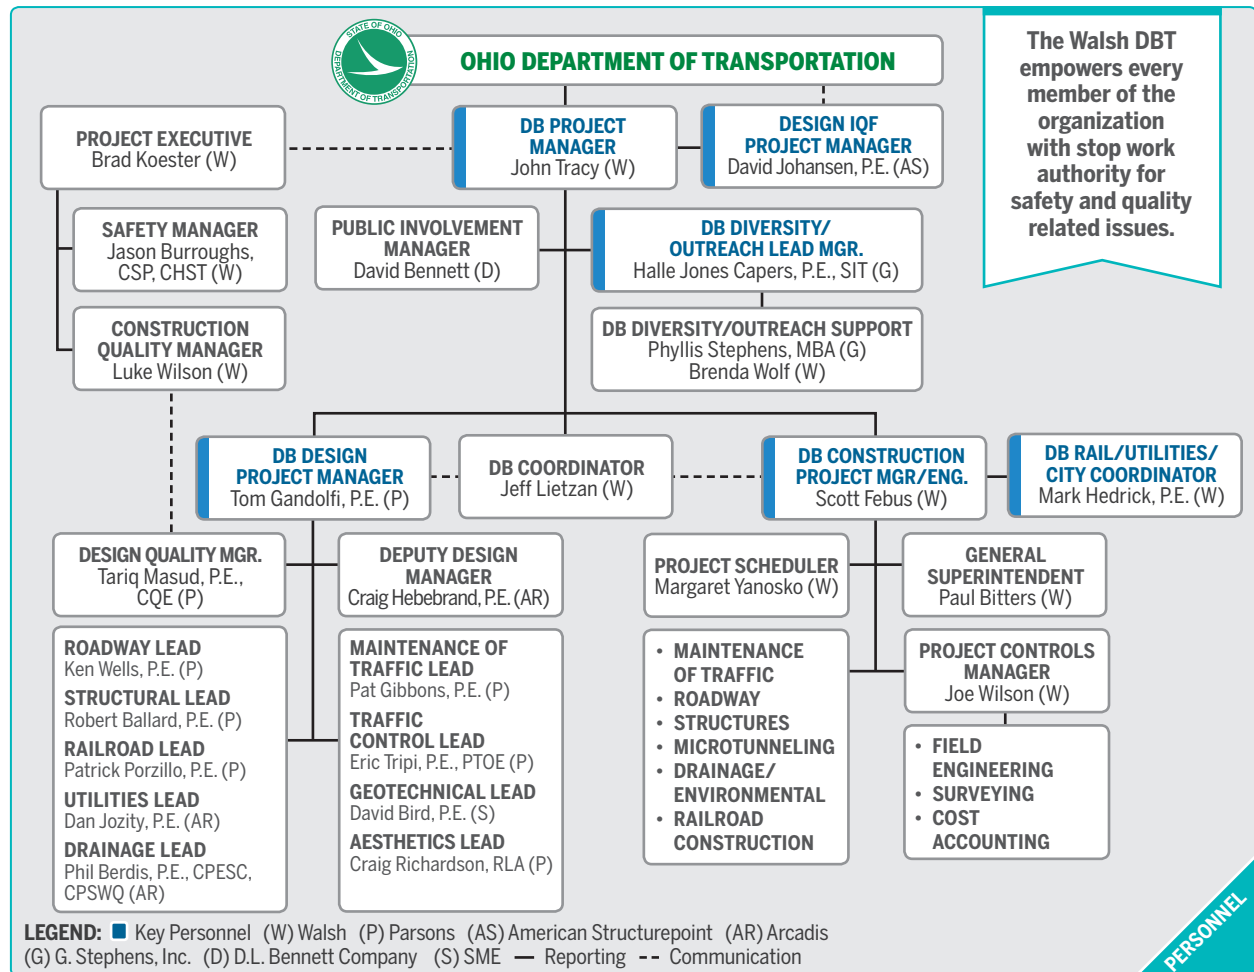 STATE OF OHIO
DEPARTMENT OF TRANSPORTATION
OHIO DEPARTMENT OF TRANSPORTATION
The Walsh DBT
empowers every
member of the
organization
with stop work
authority for
safety and quality
related issues.
PROJECT EXECUTIVE
Brad Koester (W)
DB PROJECT
MANAGER
John Tracy (W)
DESIGN IQF
PROJECT MANAGER
David Johansen, P.E. (AS)
SAFETY MANAGER
Jason Burroughs,
CSP, CHST (W)
PUBLIC INVOLVEMENT
MANAGER
David Bennett (D)
DB DIVERSITY/
OUTREACH LEAD MGR.
Halle Jones Capers, P.E., SIT (G)
CONSTRUCTION
QUALITY MANAGER
Luke Wilson (W)
DB DIVERSITY/OUTREACH SUPPORT
Phyllis Stephens, MBA (G)
Brenda Wolf (W)
DB DESIGN
PROJECT MANAGER
Tom Gandolfi, P.E. (P)
DB COORDINATOR
Jeff Lietzan (W)
DB CONSTRUCTION
PROJECT MGR/ENG.
Scott Febus (W)
DB RAIL/UTILITIES/
CITY COORDINATOR
Mark Hedrick, P.E. (W)
DESIGN QUALITY MGR.
Tariq Masud, P.E.,
CQE (P)
DEPUTY DESIGN
MANAGER
Craig Hebebrand, P.E. (AR)
PROJECT SCHEDULER
Margaret Yanosko (W)
GENERAL
SUPERINTENDENT
Paul Bitters (W)
ROADWAY LEAD
Ken Wells, P.E. (P)
STRUCTURAL LEAD
Robert Ballard, P.E. (P)
RAILROAD LEAD
Patrick Porzillo, P.E. (P)
UTILITIES LEAD
Dan Jozity, P.E. (AR)
DRAINAGE LEAD
Phil Berdis, P.E., CPESC,
CPSWQ (AR)
MAINTENANCE OF
TRAFFIC LEAD
Pat Gibbons, P.E. (P)
TRAFFIC
CONTROL LEAD
Eric Tripi, P.E., PTOE (P)
GEOTECHNICAL LEAD
David Bird, P.E. (S)
AESTHETICS LEAD
Craig Richardson, RLA (P)
• MAINTENANCE
OF TRAFFIC
• ROADWAY
• STRUCTURES
• MICROTUNNELING
• DRAINAGE/
• ENVIRONMENTAL
• RAILROAD
CONSTRUCTION
PROJECT CONTROLS
MANAGER
Joe Wilson (W)
• FIELD
ENGINEERING
• SURVEYING
• COST
ACCOUNTING
LEGEND: Key Personnel (W) Walsh (P) Parsons (AS) American Structurepoint (AR) Arcadis
(G) G. Stephens, Inc. (D) D.L. Bennett Company (S) SME — Reporting -- Communication
PERSONNEL